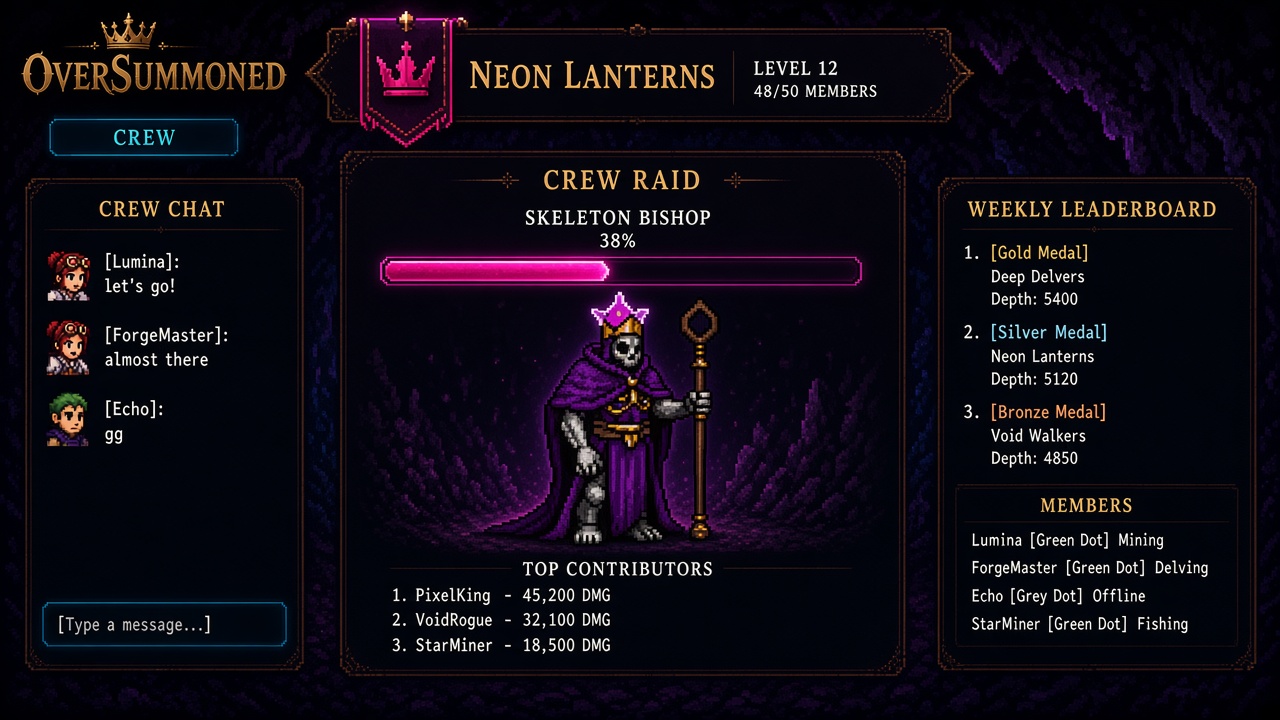 OVERSUMMONED
NEON LANTERNS
LEVEL 12
48/50 MEMBERS
CREW
CREW CHAT
[Lumina]:
let's go!
[ForgeMaster]:
almost there
[Echo]:
gg
[Type a message...]
CREW RAID
SKELETON BISHOP
38%
TOP CONTRIBUTORS
1. PixelKing - 45,200 DMG
2. VoidRogue - 32,100 DMG
3. StarMiner - 18,500 DMG
WEEKLY LEADERBOARD
1. [Gold Medal]
Deep Delvers
Depth: 5400
2. [Silver Medal]
Neon Lanterns
Depth: 5120
3. [Bronze Medal]
Void Walkers
Depth: 4850
MEMBERS
Lumina [Green Dot] Mining
ForgeMaster [Green Dot] Delving
Echo [Grey Dot] Offline
StarMiner [Green Dot] Fishing